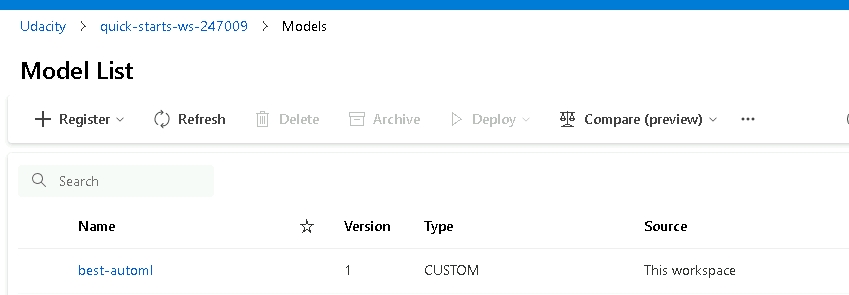 Udacity > quick-starts-ws-247009 > Models
Model List
Register Refresh Delete Archive Deploy Compare (preview) ...
Search
Name Version Type Source
best-automl 1 CUSTOM This workspace